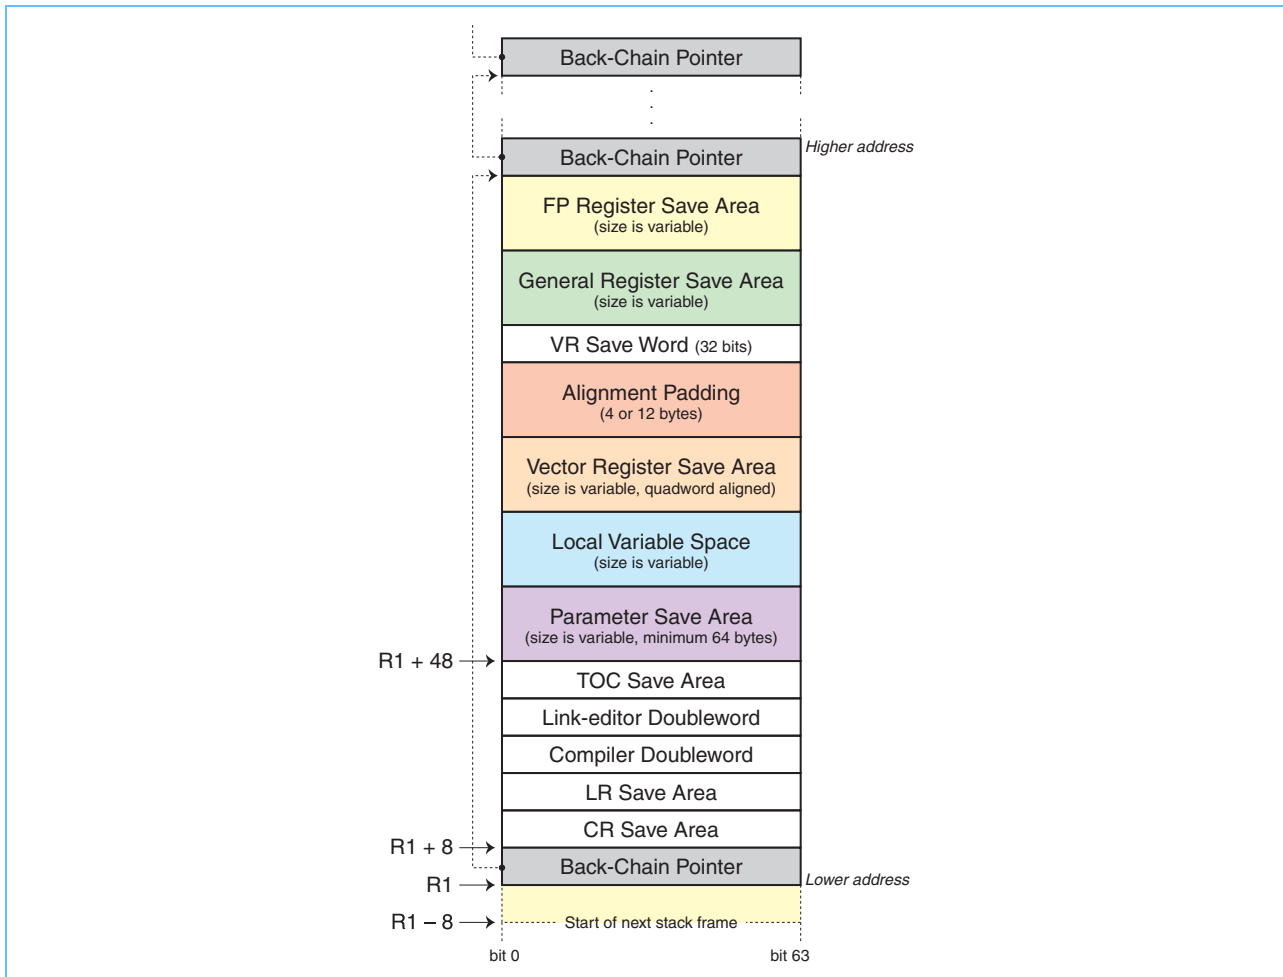 Back-Chain Pointer
.
.
.
Higher address
Back-Chain Pointer
FP Register Save Area
(size is variable)
General Register Save Area
(size is variable)
VR Save Word (32 bits)
Alignment Padding
(4 or 12 bytes)
Vector Register Save Area
(size is variable, quadword aligned)
Local Variable Space
(size is variable)
Parameter Save Area
(size is variable, minimum 64 bytes)
R1 + 48
TOC Save Area
Link-editor Doubleword
Compiler Doubleword
LR Save Area
CR Save Area
R1 + 8
Back-Chain Pointer
Lower address
R1
R1 – 8
Start of next stack frame
bit 0
bit 63